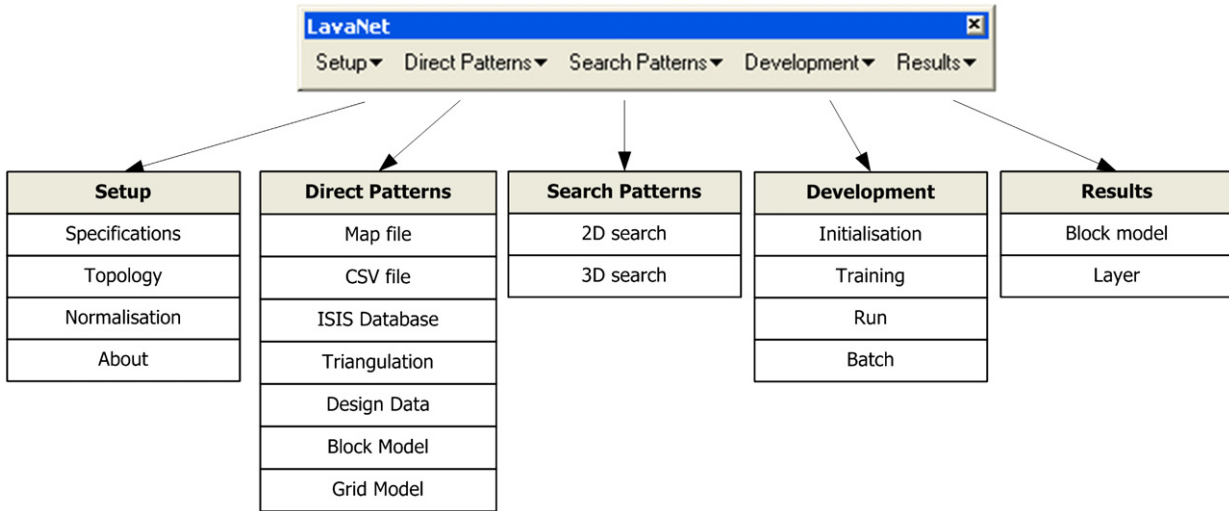 LavaNet
Setup Direct Patterns Search Patterns Development Results
Setup
Specifications
Topology
Normalisation
About
Direct Patterns
Map file
CSV file
ISIS Database
Triangulation
Design Data
Block Model
Grid Model
Search Patterns
2D search
3D search
Development
Initialisation
Training
Run
Batch
Results
Block model
Layer